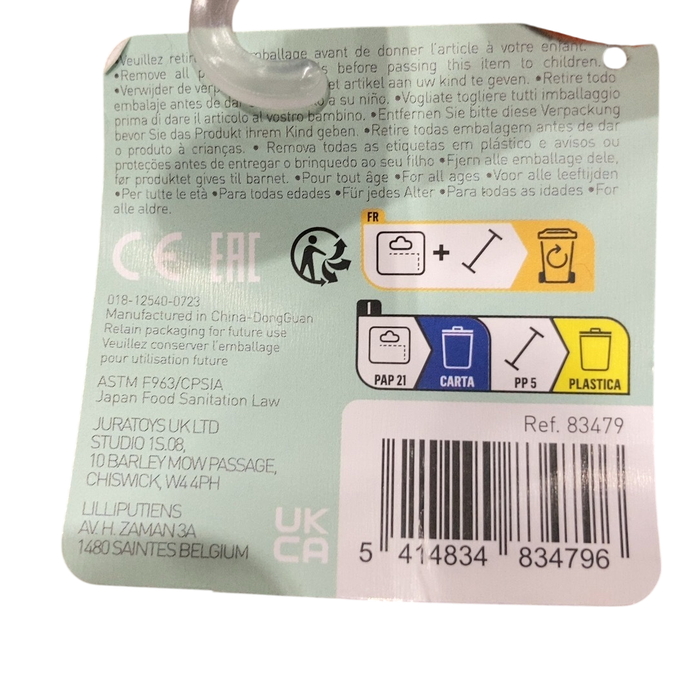 Veuillez retir emballage avant de donner l'article à votre enfant.
•Remove all p s before passing this item to children.
•Verwijder de verp et artikel aan uw kind te geven. •Retire todo
embalaje antes de dar o a su niño. •Vogliate togliere tutti imballaggio
prima di dare il articolo al vostro bambino. •Entfernen Sie bitte diese Verpackung
bevor Sie das Produkt ihrem Kind geben. •Retire todas embalagem antes de dar
o produto à crianças. • Remova todas as etiquetas em plástico e avisos ou
proteções antes de entregar o brinquedo ao seu filho •Fjern alle emballage dele,
før produktet gives til barnet. •Pour tout âge •For all ages •Voor alle leeftijden
•Per tutte le età •Para todas edades •Für jedes Alter •Para todas as idades •For
alle aldre.
CE EAC
FR
+
018-12540-0723
Manufactured in China-DongGuan
Retain packaging for future use
Veuillez conserver l'emballage
pour utilisation future
I
PAP 21 CARTA PP 5 PLASTICA
ASTM F963/CPSIA
Japan Food Sanitation Law
JURATOYS UK LTD
STUDIO 1S.08,
10 BARLEY MOW PASSAGE,
CHISWICK, W4 4PH
LILLIPUTIENS
AV. H. ZAMAN 3A
1480 SAINTES BELGIUM
UK
CA
Ref. 83479
5 414834 834796